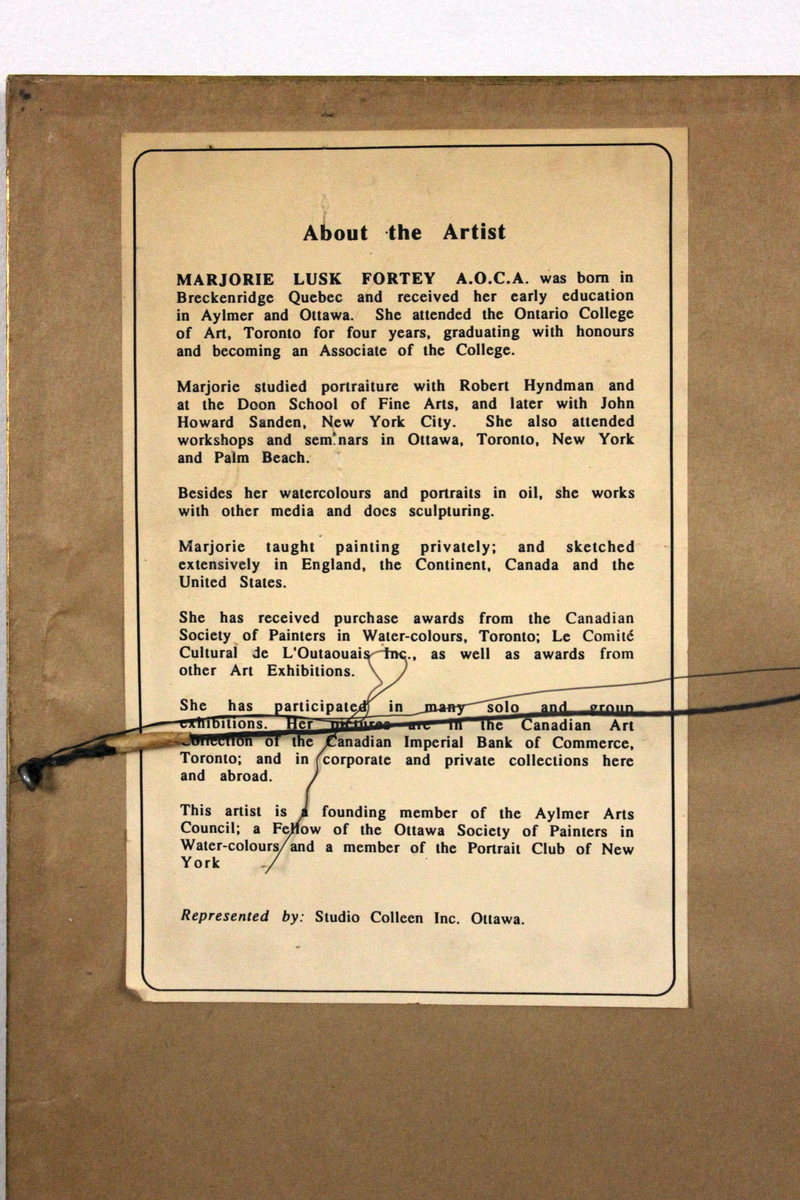 About the Artist
MARJORIE LUSK FORTEY A.O.C.A. was born in
Breckenridge Quebec and received her early education
in Aylmer and Ottawa. She attended the Ontario College
of Art, Toronto for four years, graduating with honours
and becoming an Associate of the College.
Marjorie studied portraiture with Robert Hyndman and
at the Doon School of Fine Arts, and later with John
Howard Sanden, New York City. She also attended
workshops and seminars in Ottawa, Toronto, New York
and Palm Beach.
Besides her watercolours and portraits in oil, she works
with other media and does sculpturing.
Marjorie taught painting privately; and sketched
extensively in England, the Continent, Canada and the
United States.
She has received purchase awards from the Canadian
Society of Painters in Water-colours, Toronto; Le Comité
Cultural de L'Outaouais Inc., as well as awards from
other Art Exhibitions.
She has participated in many solo and group
exhibitions. Her pictures are in the Canadian Art
Collection of the Canadian Imperial Bank of Commerce,
Toronto; and in corporate and private collections here
and abroad.
This artist is a founding member of the Aylmer Arts
Council; a Fellow of the Ottawa Society of Painters in
Water-colours and a member of the Portrait Club of New
York
Represented by: Studio Colleen Inc. Ottawa.